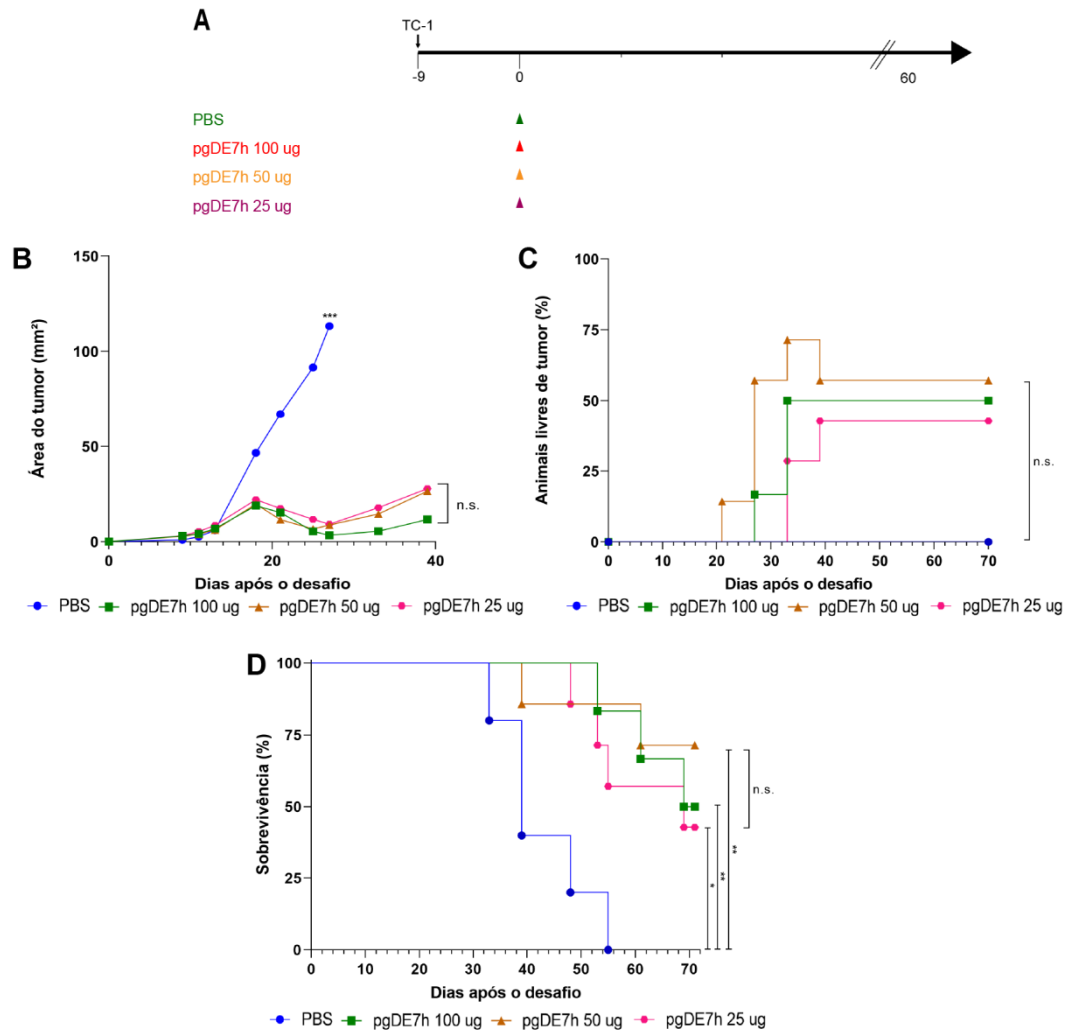 A
TC-1
-9 0 60
PBS
pgDE7h 100 ug
pgDE7h 50 ug
pgDE7h 25 ug
B
150
100
50
0
Área do tumor (mm²)
***
n.s.
0 20 40
Dias após o desafio
PBS pgDE7h 100 ug pgDE7h 50 ug pgDE7h 25 ug
C
100
75
50
25
0
Animais livres de tumor (%)
n.s.
0 10 20 30 40 50 60 70
Dias após o desafio
PBS pgDE7h 100 ug pgDE7h 50 ug pgDE7h 25 ug
D
100
75
50
25
0
Sobrevivência (%)
n.s.
*
**
**
0 10 20 30 40 50 60 70
Dias após o desafio
PBS pgDE7h 100 ug pgDE7h 50 ug pgDE7h 25 ug